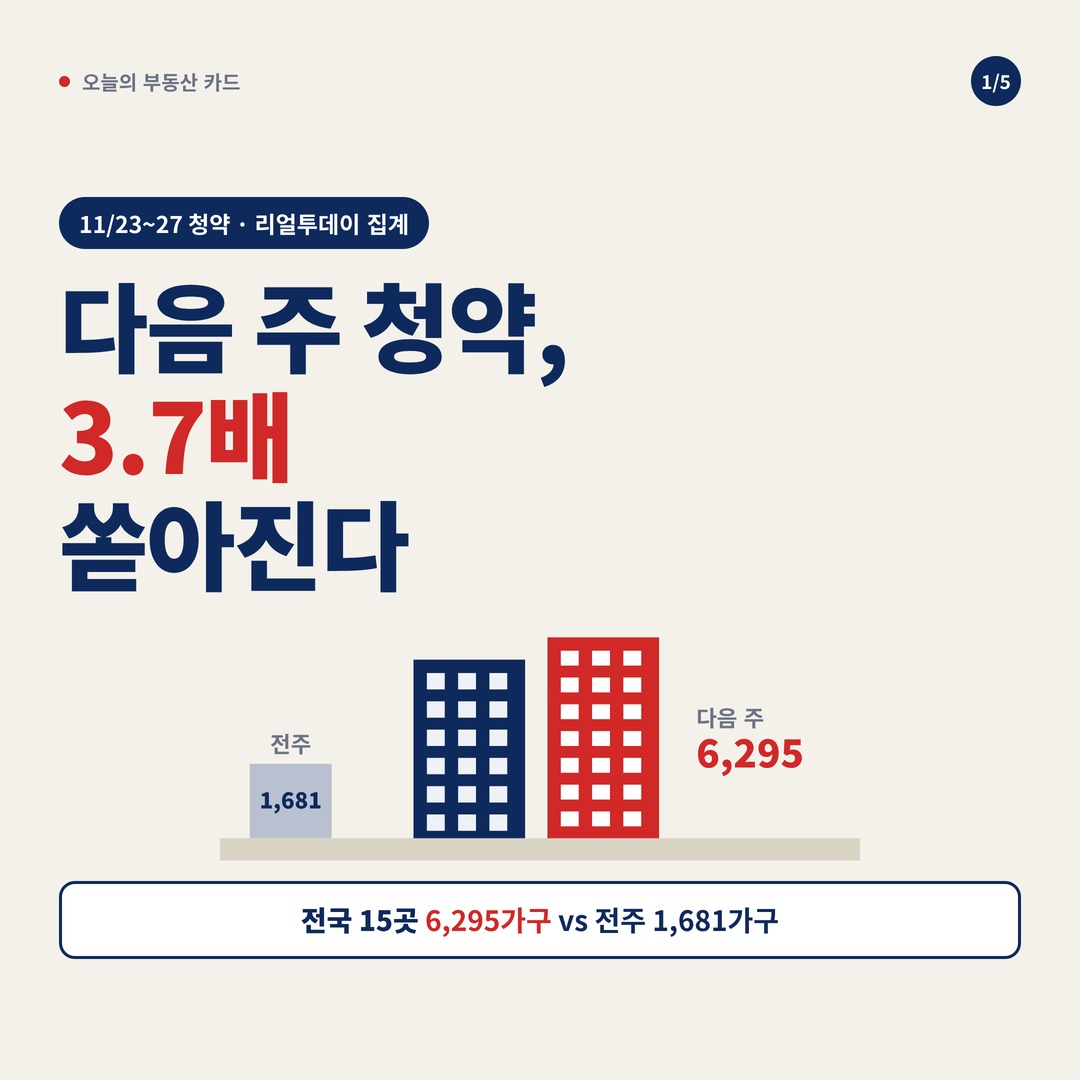 오늘의 부동산 카드
1/5
11/23~27 청약 · 리얼투데이 집계
다음 주 청약,
3.7배
쏟아진다
전주
1,681
다음 주
6,295
전국 15곳 6,295가구 vs 전주 1,681가구